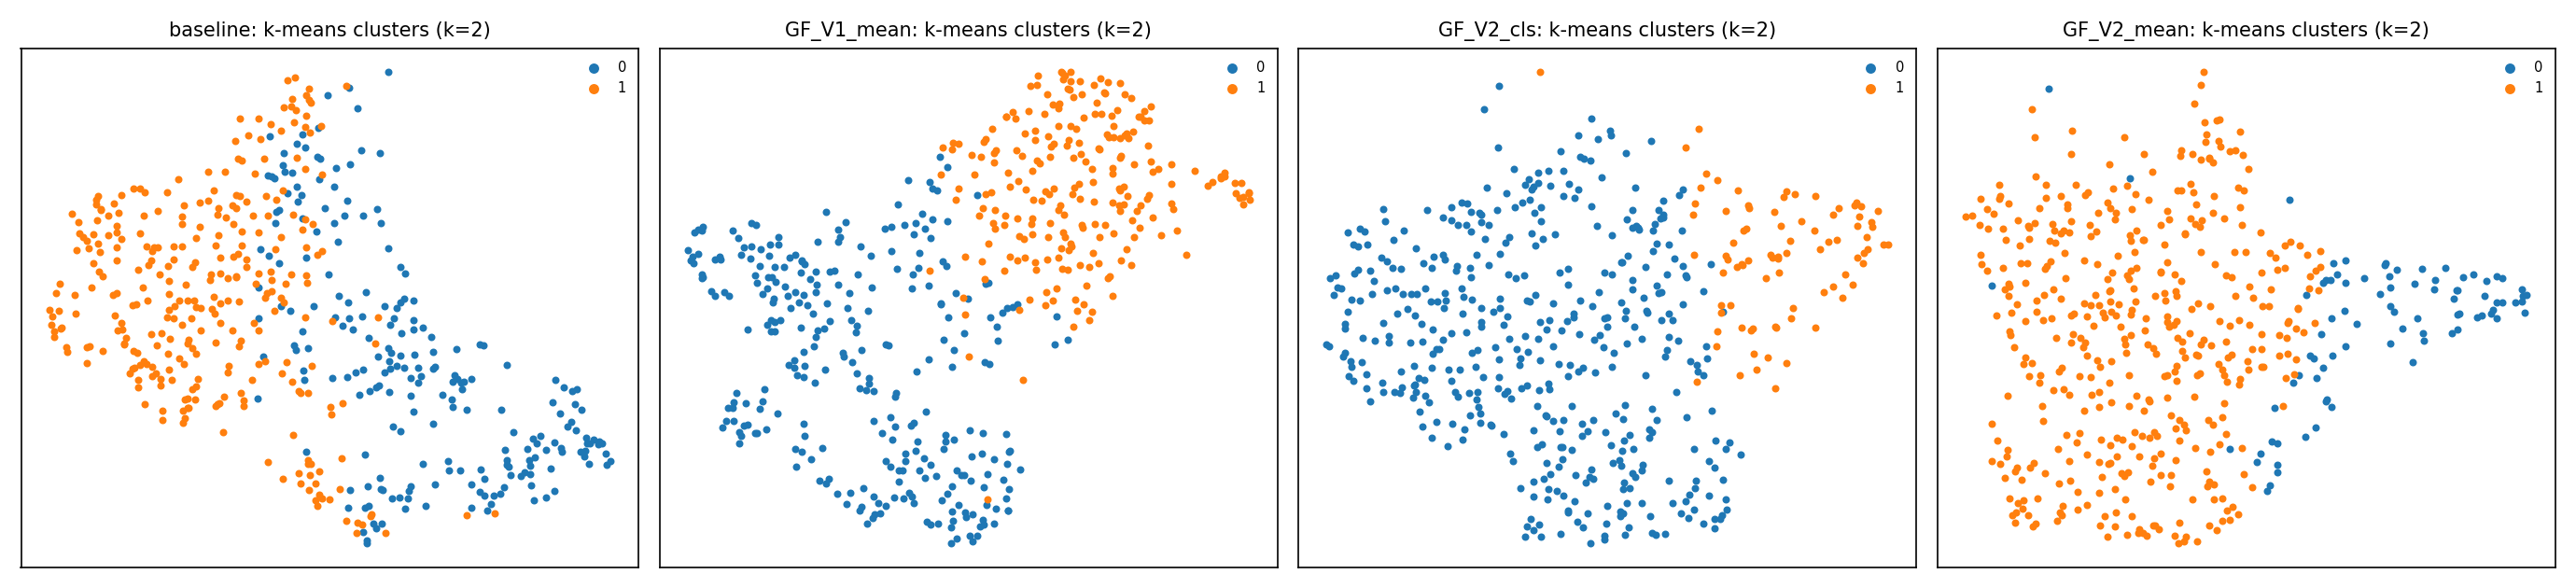 baseline: k-means clusters (k=2)
0
1
GF_V1_mean: k-means clusters (k=2)
0
1
GF_V2_cls: k-means clusters (k=2)
0
1
GF_V2_mean: k-means clusters (k=2)
0
1